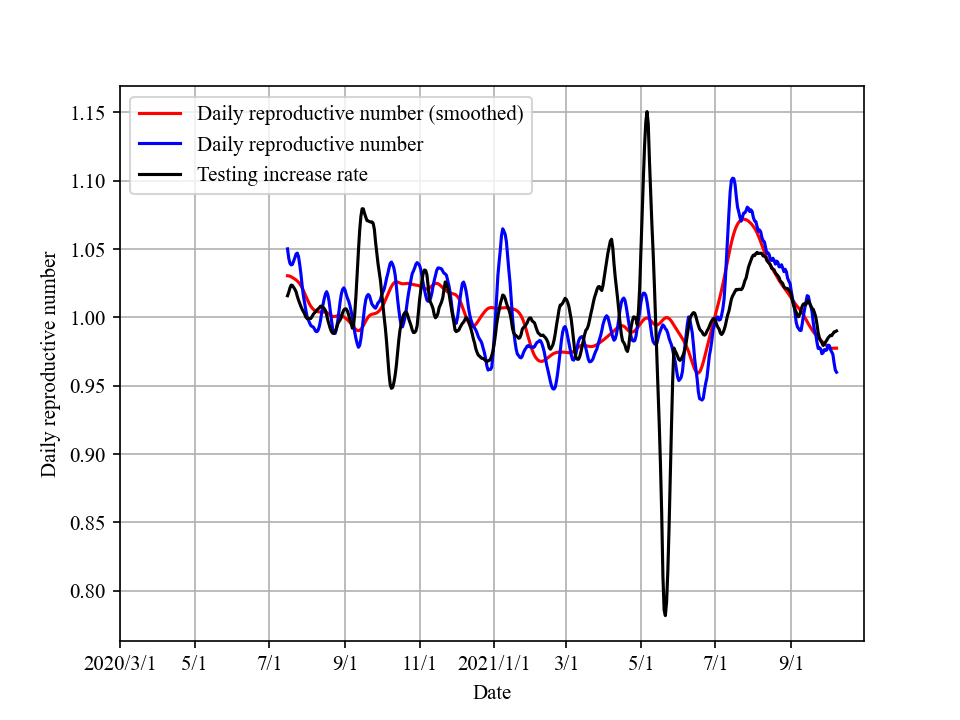 Daily reproductive number (smoothed)
Daily reproductive number
Testing increase rate
Daily reproductive number
1.15
1.10
1.05
1.00
0.95
0.90
0.85
0.80
2020/3/1 5/1 7/1 9/1 11/1 2021/1/1 3/1 5/1 7/1 9/1
Date